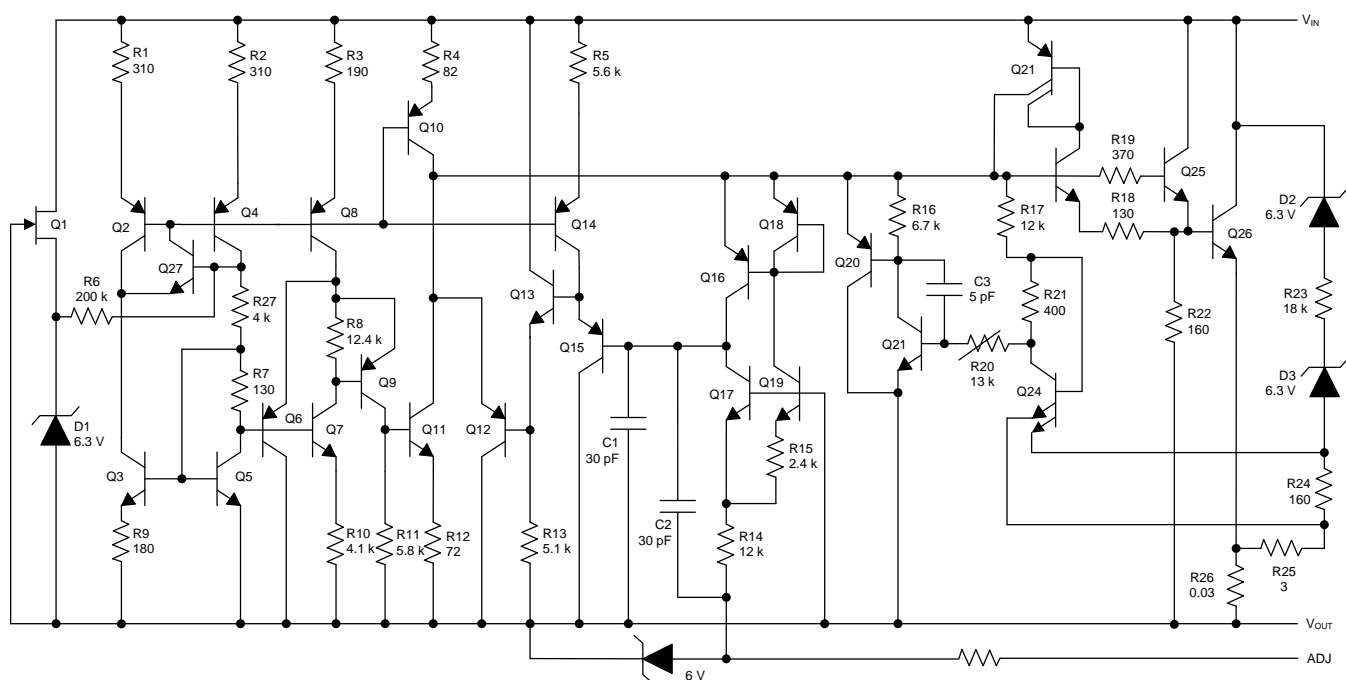 V_IN
R1
310
R2
310
R3
190
R4
82
R5
5.6 k
Q21
Q10
R19
370
Q25
R18
130
D2
6.3 V
Q1
Q2
Q4
Q8
Q14
Q18
R16
6.7 k
R17
12 k
Q26
Q27
R6
200 k
R27
4 k
Q13
Q16
Q20
C3
5 pF
R21
400
R22
160
R23
18 k
R8
12.4 k
Q15
Q21
R20
13 k
R7
130
Q9
Q17
Q19
Q24
D3
6.3 V
D1
6.3 V
Q6
Q7
Q11
Q12
C1
30 pF
R15
2.4 k
Q3
Q5
R24
160
R9
180
R10
4.1 k
R11
5.8 k
R12
72
R13
5.1 k
C2
30 pF
R14
12 k
R26
0.03
R25
3
V_OUT
6 V
ADJ